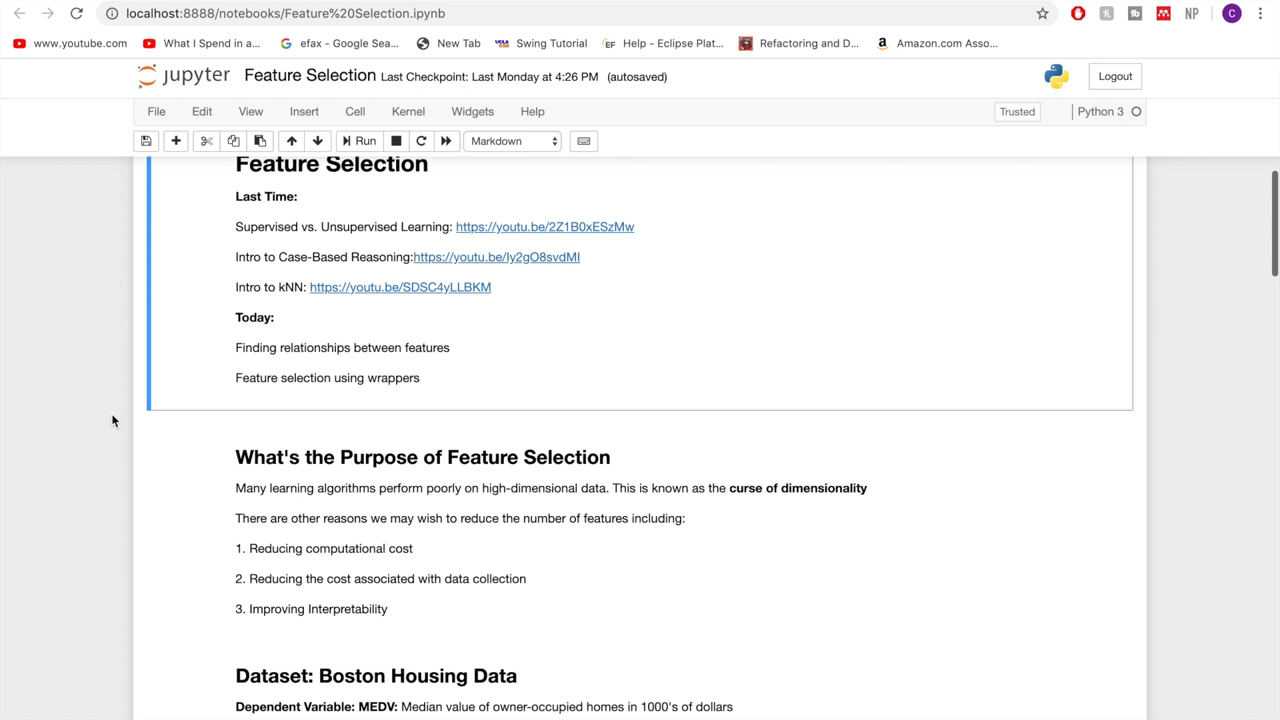 localhost:8888/notebooks/Feature%20Selection.ipynb
NP
C
www.youtube.com
What I Spend in a...
efax - Google Sea...
New Tab
UCLA CS
Swing Tutorial
EF
Help - Eclipse Plat...
Refactoring and D...
Amazon.com Asso...
jupyter Feature Selection Last Checkpoint: Last Monday at 4:26 PM (autosaved)
Logout
File Edit View Insert Cell Kernel Widgets Help
Trusted
Python 3
Run
Markdown
Feature Selection
Last Time:
Supervised vs. Unsupervised Learning: https://youtu.be/2Z1B0xESzMw
Intro to Case-Based Reasoning:https://youtu.be/Iy2gO8svdMI
Intro to kNN: https://youtu.be/SDSC4yLLBKM
Today:
Finding relationships between features
Feature selection using wrappers
What's the Purpose of Feature Selection
Many learning algorithms perform poorly on high-dimensional data. This is known as the curse of dimensionality
There are other reasons we may wish to reduce the number of features including:
1. Reducing computational cost
2. Reducing the cost associated with data collection
3. Improving Interpretability
Dataset: Boston Housing Data
Dependent Variable: MEDV: Median value of owner-occupied homes in 1000's of dollars